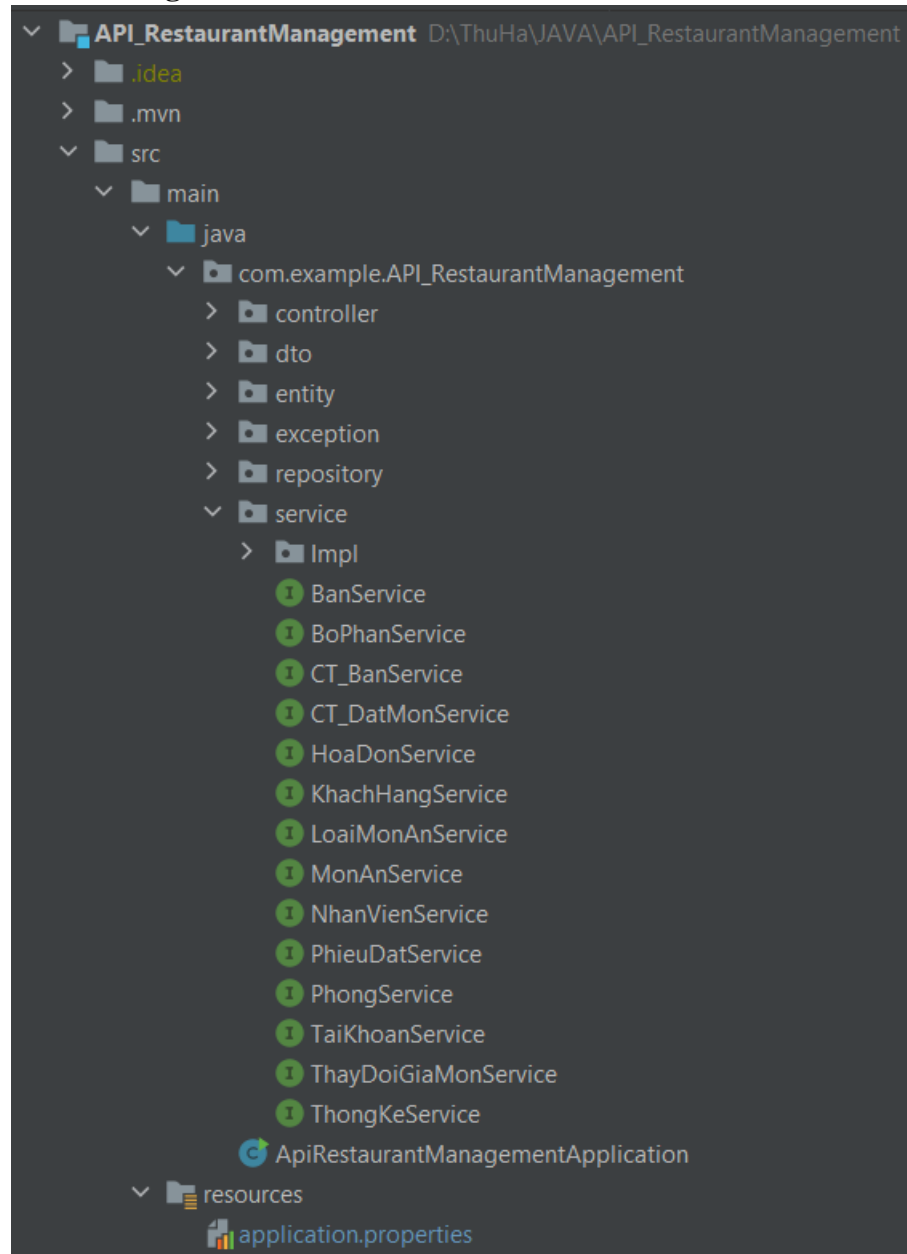 API_RestaurantManagement D:\ThuHa\JAVA\API_RestaurantManagement
.idea
.mvn
src
main
java
com.example.API_RestaurantManagement
controller
dto
entity
exception
repository
service
Impl
I BanService
I BoPhanService
I CT_BanService
I CT_DatMonService
I HoaDonService
I KhachHangService
I LoaiMonAnService
I MonAnService
I NhanVienService
I PhieuDatService
I PhongService
I TaiKhoanService
I ThayDoiGiaMonService
I ThongKeService
C ApiRestaurantManagementApplication
resources
application.properties